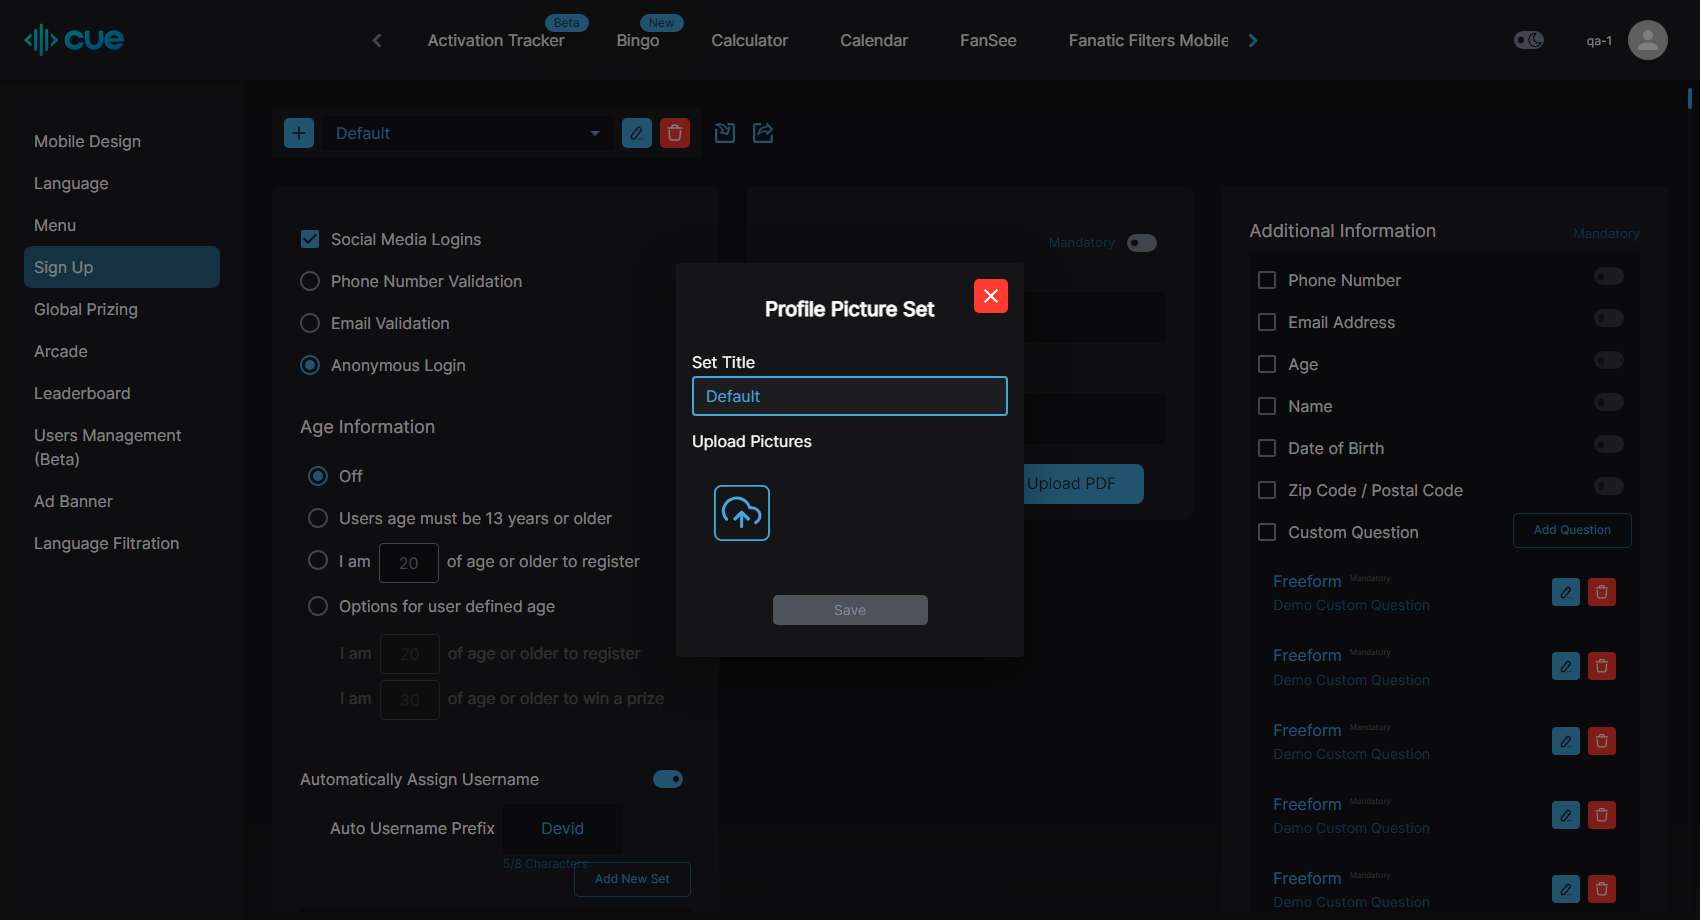 cue
Activation Tracker
Beta
Bingo
New
Calculator
Calendar
FanSee
Fanatic Filters Mobile
qa-1
Mobile Design
Language
Menu
Sign Up
Global Prizing
Arcade
Leaderboard
Users Management
(Beta)
Ad Banner
Language Filtration
Default
Social Media Logins
Phone Number Validation
Email Validation
Anonymous Login
Age Information
Off
Users age must be 13 years or older
I am 20 of age or older to register
Options for user defined age
I am 20 of age or older to register
I am 30 of age or older to win a prize
Automatically Assign Username
Auto Username Prefix Devid
5/8 Characters
Add New Set
Mandatory
Upload PDF
Profile Picture Set
Set Title
Default
Upload Pictures
Save
Additional Information Mandatory
Phone Number
Email Address
Age
Name
Date of Birth
Zip Code / Postal Code
Custom Question Add Question
Freeform Mandatory
Demo Custom Question
Freeform Mandatory
Demo Custom Question
Freeform Mandatory
Demo Custom Question
Freeform Mandatory
Demo Custom Question
Freeform Mandatory
Demo Custom Question